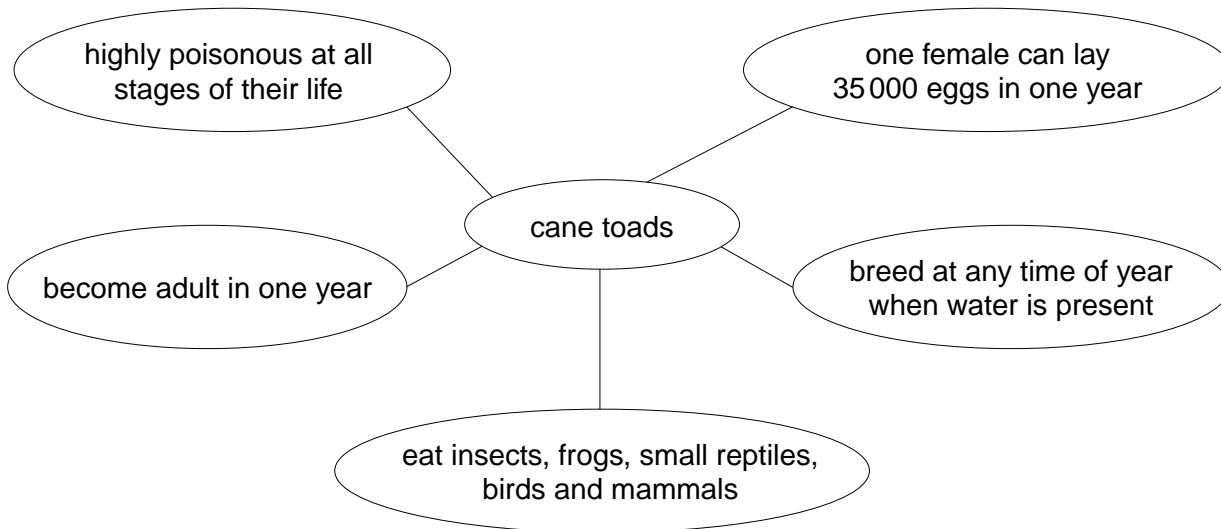 highly poisonous at all
stages of their life
one female can lay
35 000 eggs in one year
cane toads
become adult in one year
breed at any time of year
when water is present
eat insects, frogs, small reptiles,
birds and mammals